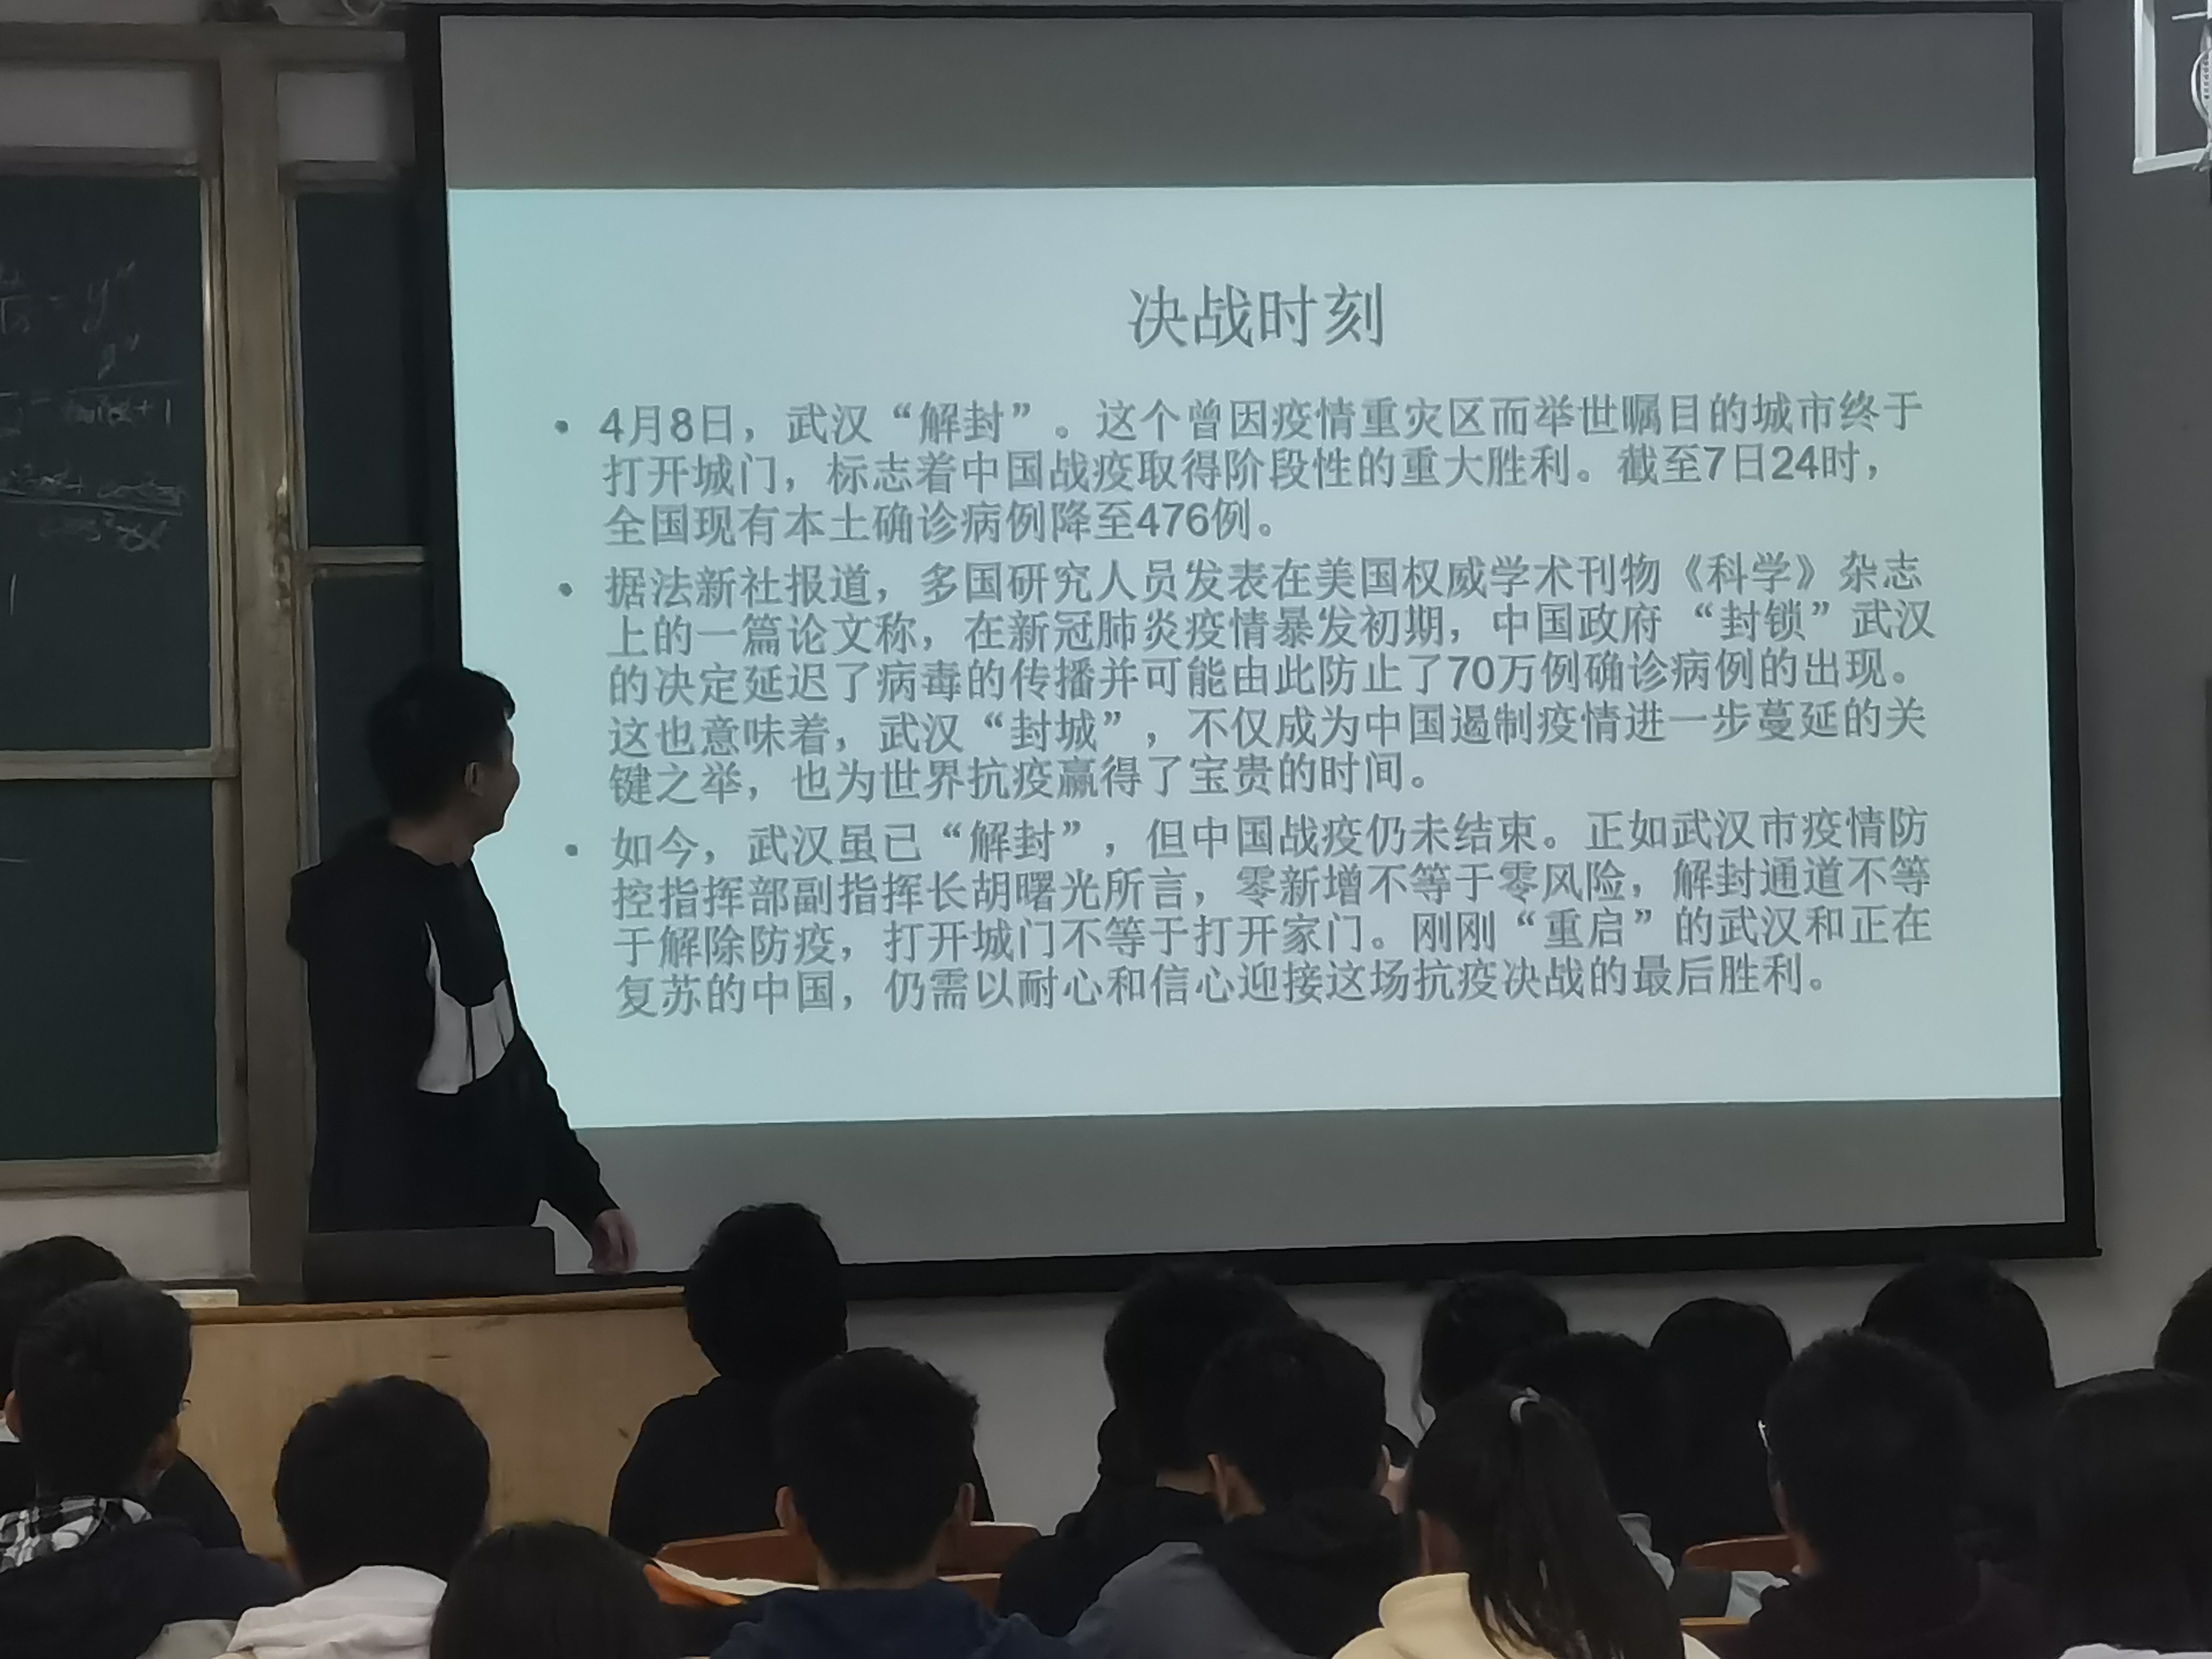 决战时刻
• 4月8日，武汉“解封”。这个曾因疫情重灾区而举世瞩目的城市终于
打开城门，标志着中国战疫取得阶段性的重大胜利。截至7日24时，
全国现有本土确诊病例降至476例。
• 据法新社报道，多国研究人员发表在美国权威学术刊物《科学》杂志
上的一篇论文称，在新冠肺炎疫情暴发初期，中国政府 “封锁”武汉
的决定延迟了病毒的传播并可能由此防止了70万例确诊病例的出现。
这也意味着，武汉“封城”，不仅成为中国遏制疫情进一步蔓延的关
键之举，也为世界抗疫赢得了宝贵的时间。
• 如今，武汉虽已“解封”，但中国战疫仍未结束。正如武汉市疫情防
控指挥部副指挥长胡曙光所言，零新增不等于零风险，解封通道不等
于解除防疫，打开城门不等于打开家门。刚刚“重启”的武汉和正在
复苏的中国，仍需以耐心和信心迎接这场抗疫决战的最后胜利。